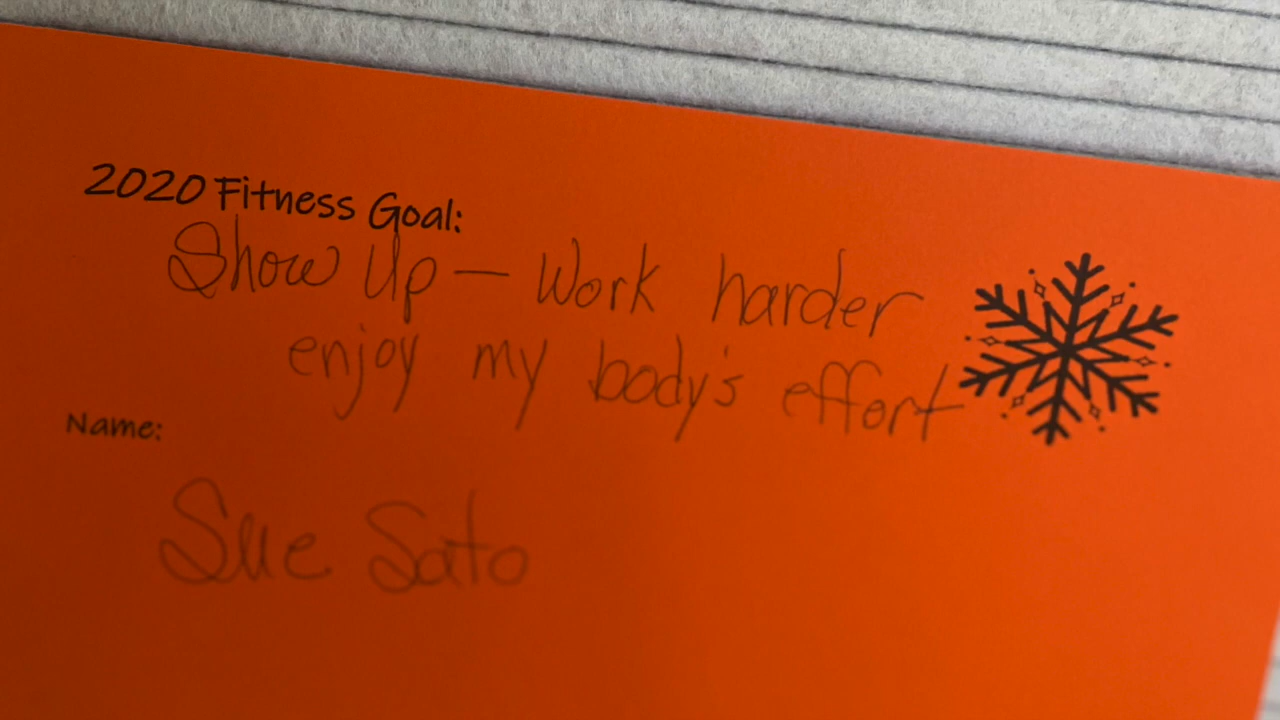 2020 Fitness Goal:
Show Up — Work harder
enjoy my body's effort
Name:
Sue Sato